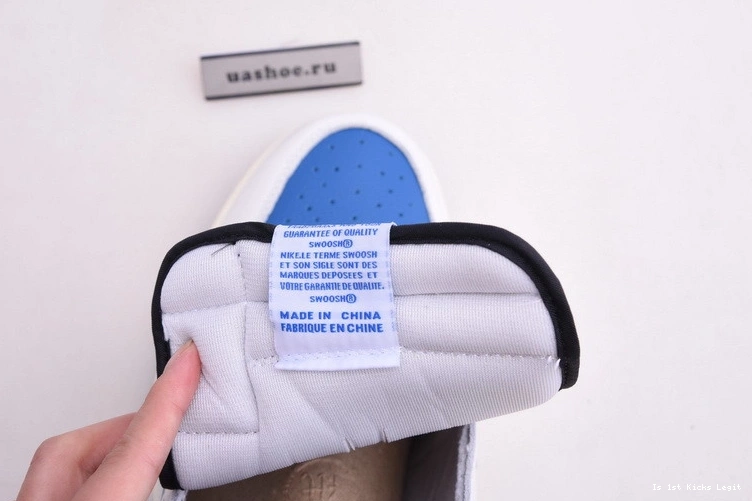 uashoe.ru
GUARANTEE OF QUALITY
SWOOSH®
NIKE.LE TERME SWOOSH
ET SON SIGLE SONT DES
MARQUES DEPOSEES ET
VOTRE GARANTIE DE QUALITE.
SWOOSH®
MADE IN CHINA
FABRIQUE EN CHINE
Is 1st Kicks Legit